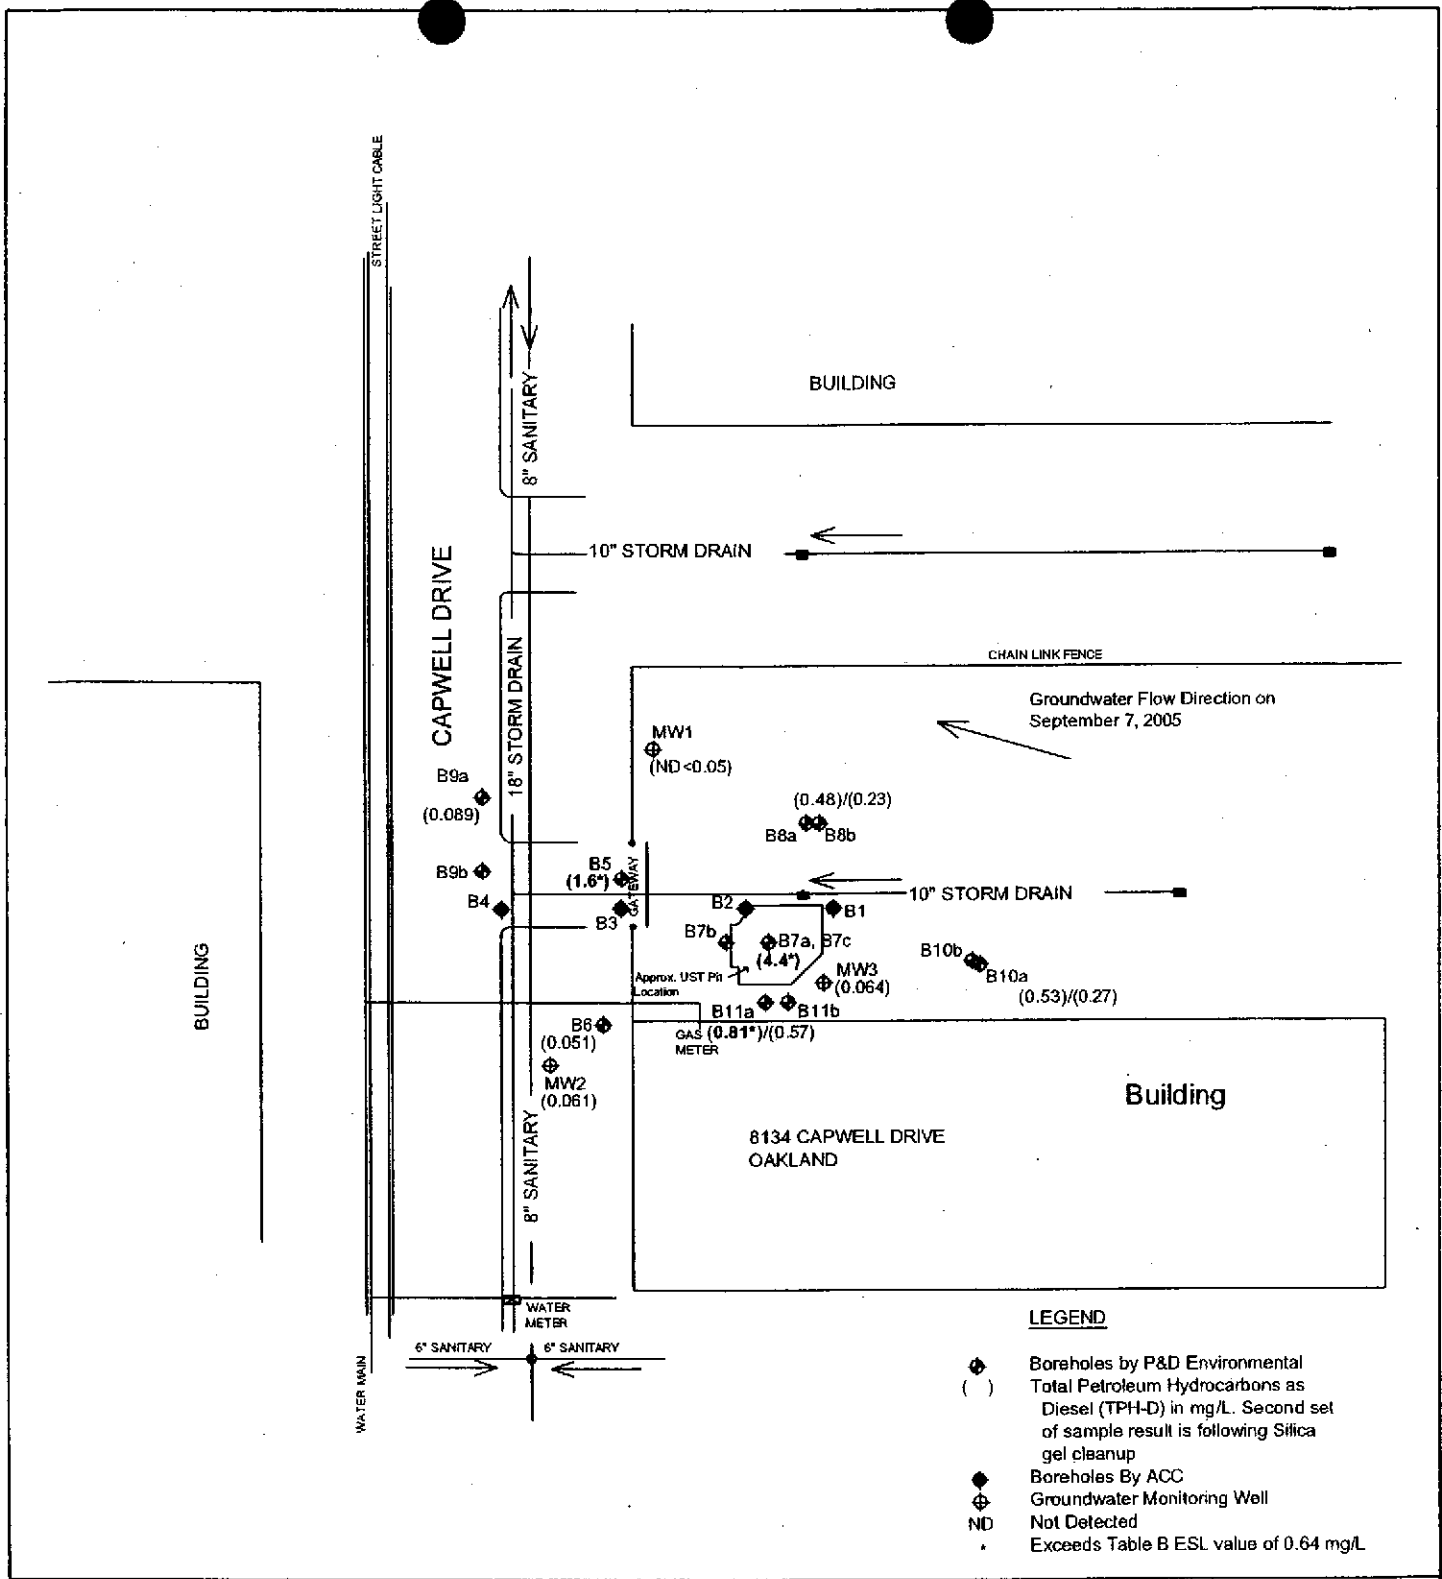 STREET LIGHT CABLE
BUILDING
8" SANITARY
10" STORM DRAIN
CAPWELL DRIVE
18" STORM DRAIN
CHAIN LINK FENCE
Groundwater Flow Direction on
September 7, 2005
MW1
(ND<0.05)
B9a
(0.089)
(0.48)/(0.23)
B8a
B8b
B9b
B5
(1.6*)
GATEWAY
10" STORM DRAIN
B4
B3
B2
B1
B7b
B7a, B7c
(4.4*)
B10b
B10a
(0.53)/(0.27)
Approx. UST Pit
Location
MW3
(0.064)
B11a
B11b
(0.81*)/(0.57)
GAS
METER
B6
(0.051)
MW2
(0.061)
BUILDING
Building
8134 CAPWELL DRIVE
OAKLAND
8" SANITARY
WATER
METER
6" SANITARY
6" SANITARY
WATER MAIN
LEGEND
Boreholes by P&D Environmental
( ) Total Petroleum Hydrocarbons as
Diesel (TPH-D) in mg/L. Second set
of sample result is following Silica
gel cleanup
Boreholes By ACC
Groundwater Monitoring Well
ND Not Detected
* Exceeds Table B ESL value of 0.64 mg/L